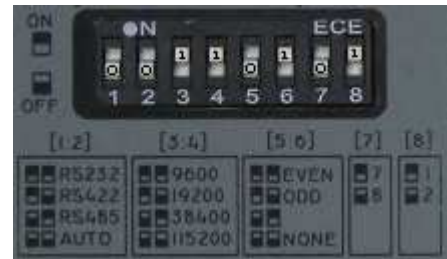 ON
ON ECE
0 0 1 1 0 1 0 1
1 2 3 4 5 6 7 8
OFF
[1:2] [3:4] [5:6] [7] [8]
RS232 9600 EVEN 7 1
RS422 19200 ODD 8 2
RS485 38400
AUTO 115200 NONE